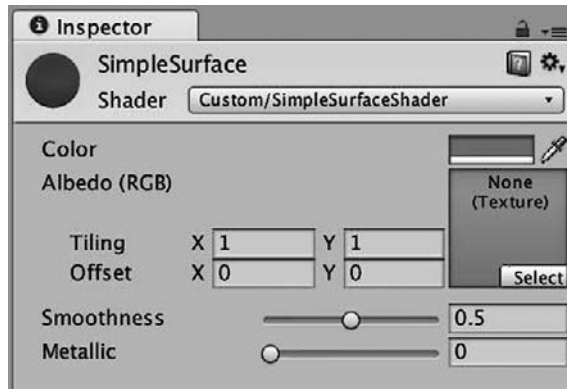 Inspector
SimpleSurface
Shader Custom/SimpleSurfaceShader
Color
Albedo (RGB)
None
(Texture)
Tiling X 1 Y 1
Offset X 0 Y 0
Select
Smoothness 0.5
Metallic 0